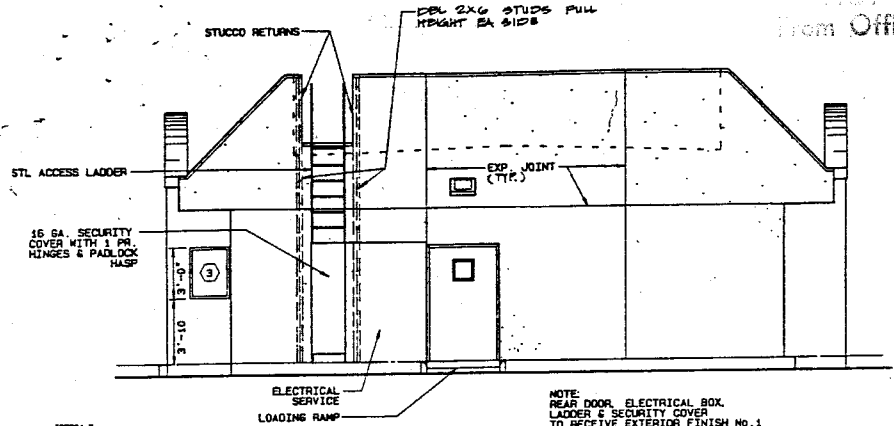 DBL 2X6 STUDS FULL
HEIGHT EA SIDE
From Offi
STUCCO RETURNS
STL ACCESS LADDER
EXP. JOINT
(TYP.)
16 GA. SECURITY
COVER WITH 1 PR.
HINGES & PADLOCK
HASP
3'-0"
3
3'-10
ELECTRICAL
SERVICE
LOADING RAMP
NOTE:
REAR DOOR, ELECTRICAL BOX,
LADDER & SECURITY COVER
TO RECEIVE EXTERIOR FINISH No.1